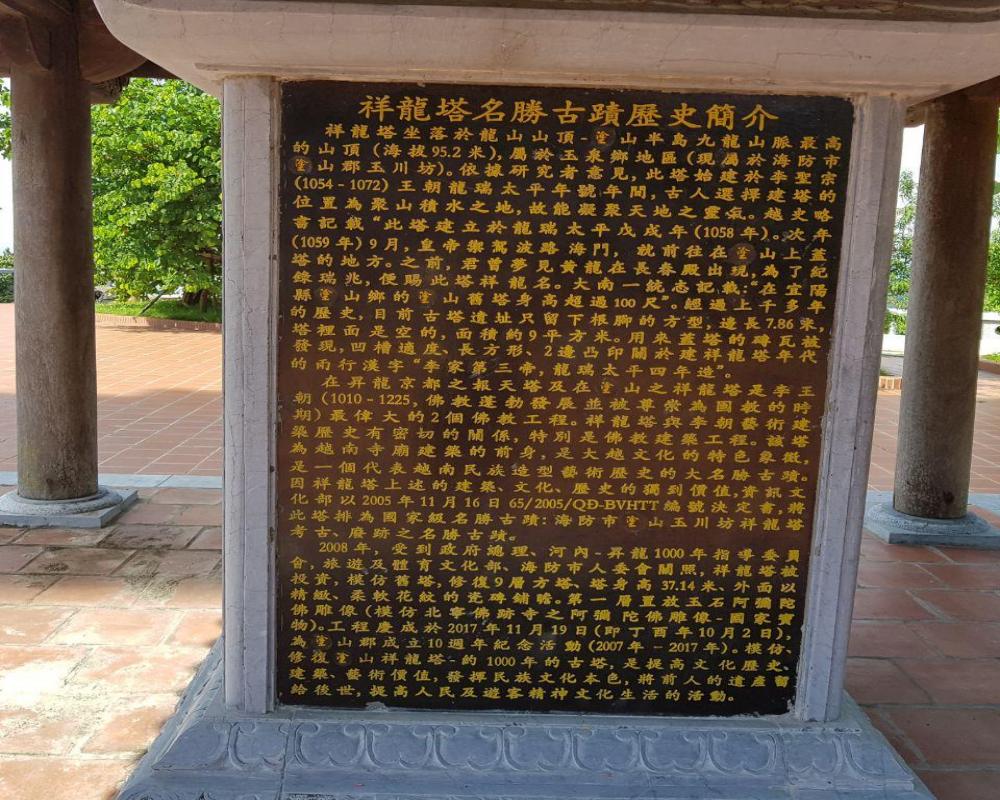 祥龍塔名勝古蹟歷史簡介
祥龍塔坐落於龍山山頂-塗山半島九龍山脈最高
的山頂(海拔95.2米),屬於玉泉鄉地區(現屬於海防市
塗山郡玉川坊)。依據研究者意見,此塔始建於李聖宗
(1054-1072)王朝龍瑞太平年號年間,古人選擇建塔的
位置為聚山積水之地,故能凝聚天地之靈氣。越史略
書記載“此塔建立於龍瑞太平戊戌年(1058年)。次年
(1059年)9月,皇帝禦駕波路海門,就前往在塗山上蓋
塔的地方。之前,君曾夢見黃龍在長春殿出現,為了紀
錄瑞兆,便賜此塔祥龍名。大南一統志記載:“在宜陽
縣塗山鄉的塗山舊塔身高超過100尺”。經過上千多年
的歷史,目前古塔遺址只留下根腳的方型,邊長7.86米,
塔裡面是空的,面積約9平方米。用來蓋塔的磚瓦被
發現,凹槽適度、長方形、2邊凸印關於建祥龍塔年代
的兩行漢字“李家第三帝,龍瑞太平四年造”。
在昇龍京都之報天塔及在塗山之祥龍塔是李王
朝(1010-1225,佛教蓬勃發展並被尊崇為國教的時
期)最偉大的2個佛教工程。祥龍塔與李朝藝術建
築歷史有密切的關係,特別是佛教建築工程。該塔
為越南寺廟建築的前身,是大越文化的特色象徵,
是一個代表越南民族造型藝術歷史的大名勝古蹟。
因祥龍塔上述的建築、文化、歷史的獨到價值,資訊文
化部以2005年11月16日65/2005/QĐ-BVHTT編號決定書,將
此塔排為國家級名勝古蹟:海防市塗山玉川坊祥龍塔
考古、廢跡之名勝古蹟。
2008年,受到政府總理、河內-昇龍1000年指導委員
會,旅遊及體育文化部、海防市人委會關照,祥龍塔被
投資,模仿舊塔,修復9層方塔,塔身高37.14米、外面以
精緻、柔軟花紋的瓷磚鋪瞻,第一層置放玉石阿彌陀
佛雕像(模仿北寧佛跡寺之阿彌陀佛雕像-國家寶
物)。工程慶成於2017年11月19日(即丁酉年10月2日),
為塗山郡成立10週年紀念活動(2007年-2017年)。模仿、
修復塗山祥龍塔-的1000年的古塔,是提高文化歷史、
建築、藝術價值,發揮民族文化本色,將前人的遺產留
給後世,提高人民及遊客精神文化生活的活動。